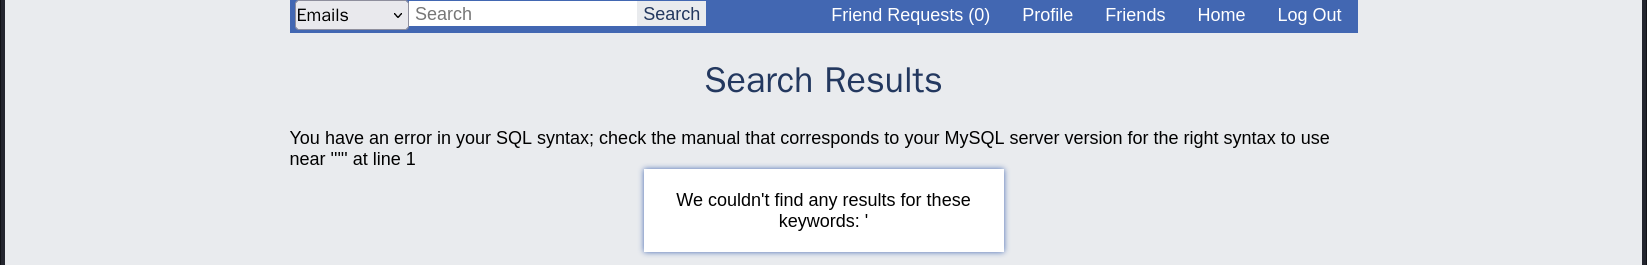 Emails Search Search Friend Requests (0) Profile Friends Home Log Out
Search Results
You have an error in your SQL syntax; check the manual that corresponds to your MySQL server version for the right syntax to use
near '''' at line 1
We couldn't find any results for these
keywords: '